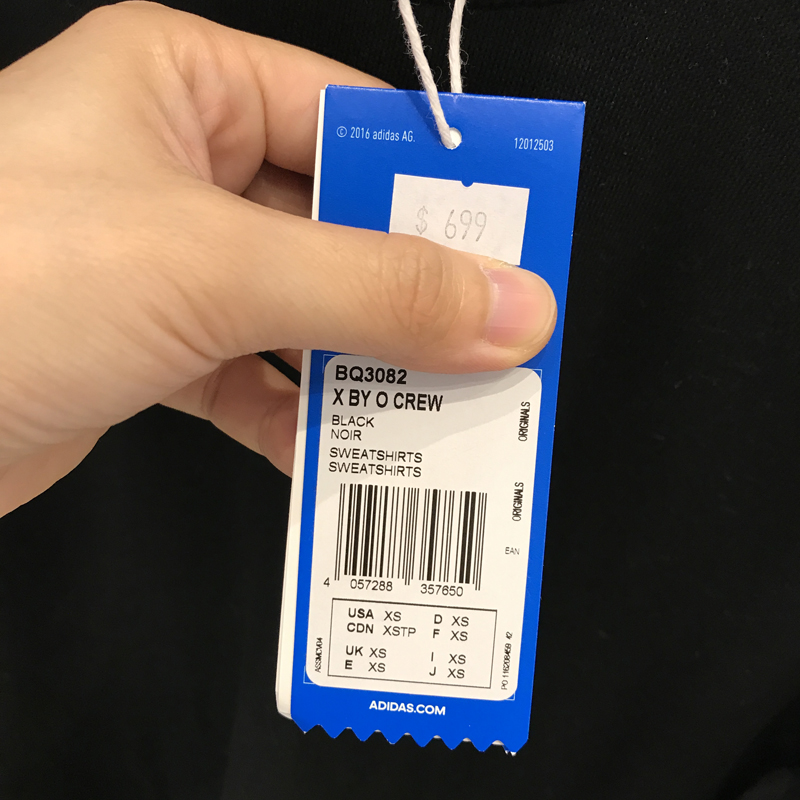 © 2016 adidas AG.
12012503
$ 699
BQ3082
X BY O CREW
BLACK
NOIR
SWEATSHIRTS
SWEATSHIRTS
ORIGINALS
ORIGINALS
EAN
4 057288 357650
USA XS D XS
CDN XSTP F XS
UK XS I XS
E XS J XS
ADIDAS.COM